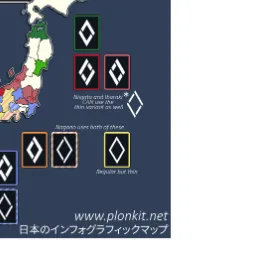 Niigata and Ibaraki
CAN use the
thin variant as well
*
Niigata uses both of these
Regular but thin
www.plonkit.net
日本のインフォグラフィックマップ